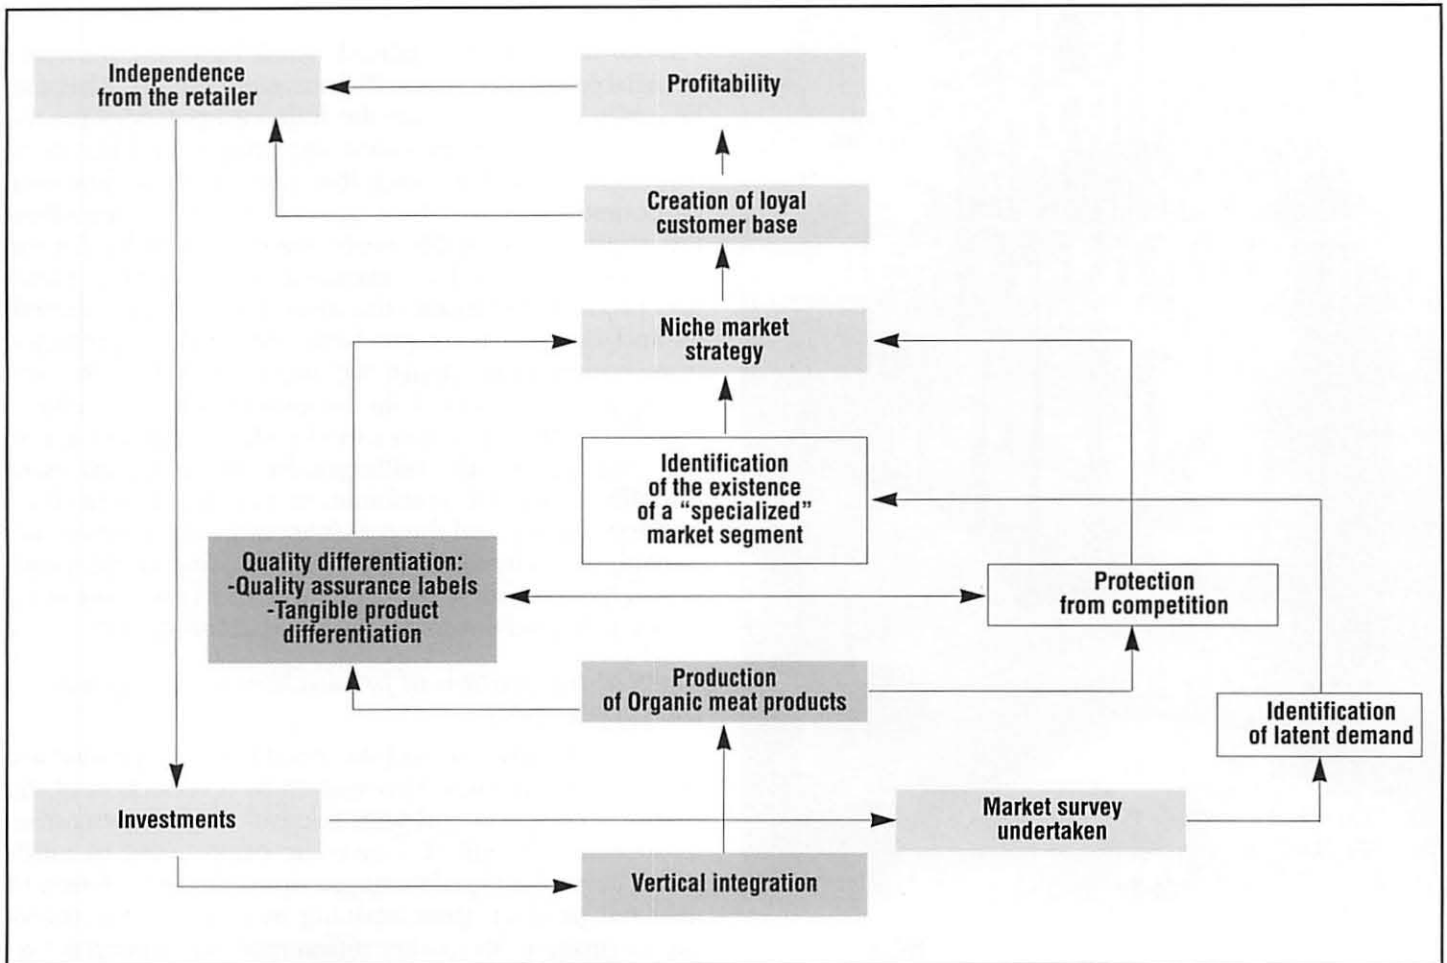 Independence
from the retailer
Profitability
Creation of loyal
customer base
Niche market
strategy
Identification
of the existence
of a “specialized”
market segment
Quality differentiation:
-Quality assurance labels
-Tangible product
differentiation
Protection
from competition
Production
of Organic meat products
Identification
of latent demand
Investments
Market survey
undertaken
Vertical integration